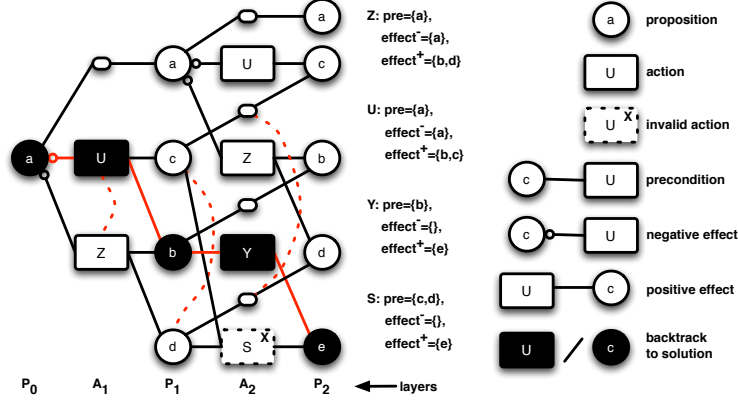 a
a
U
c
a
U
c
Z
b
Z
b
Y
d
d
S X
e
P0 A1 P1 A2 P2 layers
Z: pre={a},
effect-={a},
effect+={b,d}
U: pre={a},
effect-={a},
effect+={b,c}
Y: pre={b},
effect-={},
effect+={e}
S: pre={c,d},
effect-={},
effect+={e}
a proposition
U action
U X invalid action
c U precondition
c U negative effect
U c positive effect
U / c backtrack
to solution